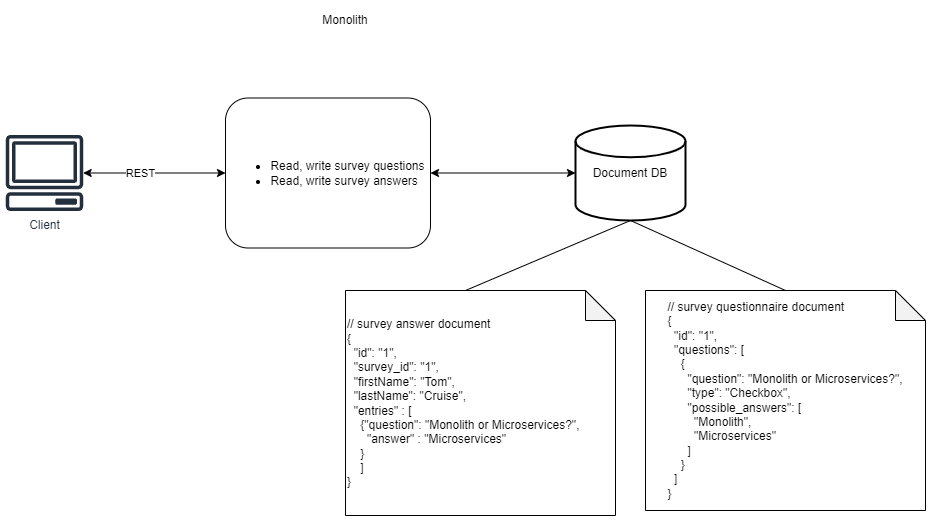 Monolith
Read, write survey questions
Read, write survey answers
REST
Document DB
Client
// survey answer document
{
"id": "1",
"survey_id": "1",
"firstName": "Tom",
"lastName": "Cruise",
"entries" : [
{"question": "Monolith or Microservices?",
"answer" : "Microservices"
}
]
}
// survey questionnaire document
{
"id": "1",
"questions": [
{
"question": "Monolith or Microservices?",
"type": "Checkbox",
"possible_answers": [
"Monolith",
"Microservices"
]
}
]
}